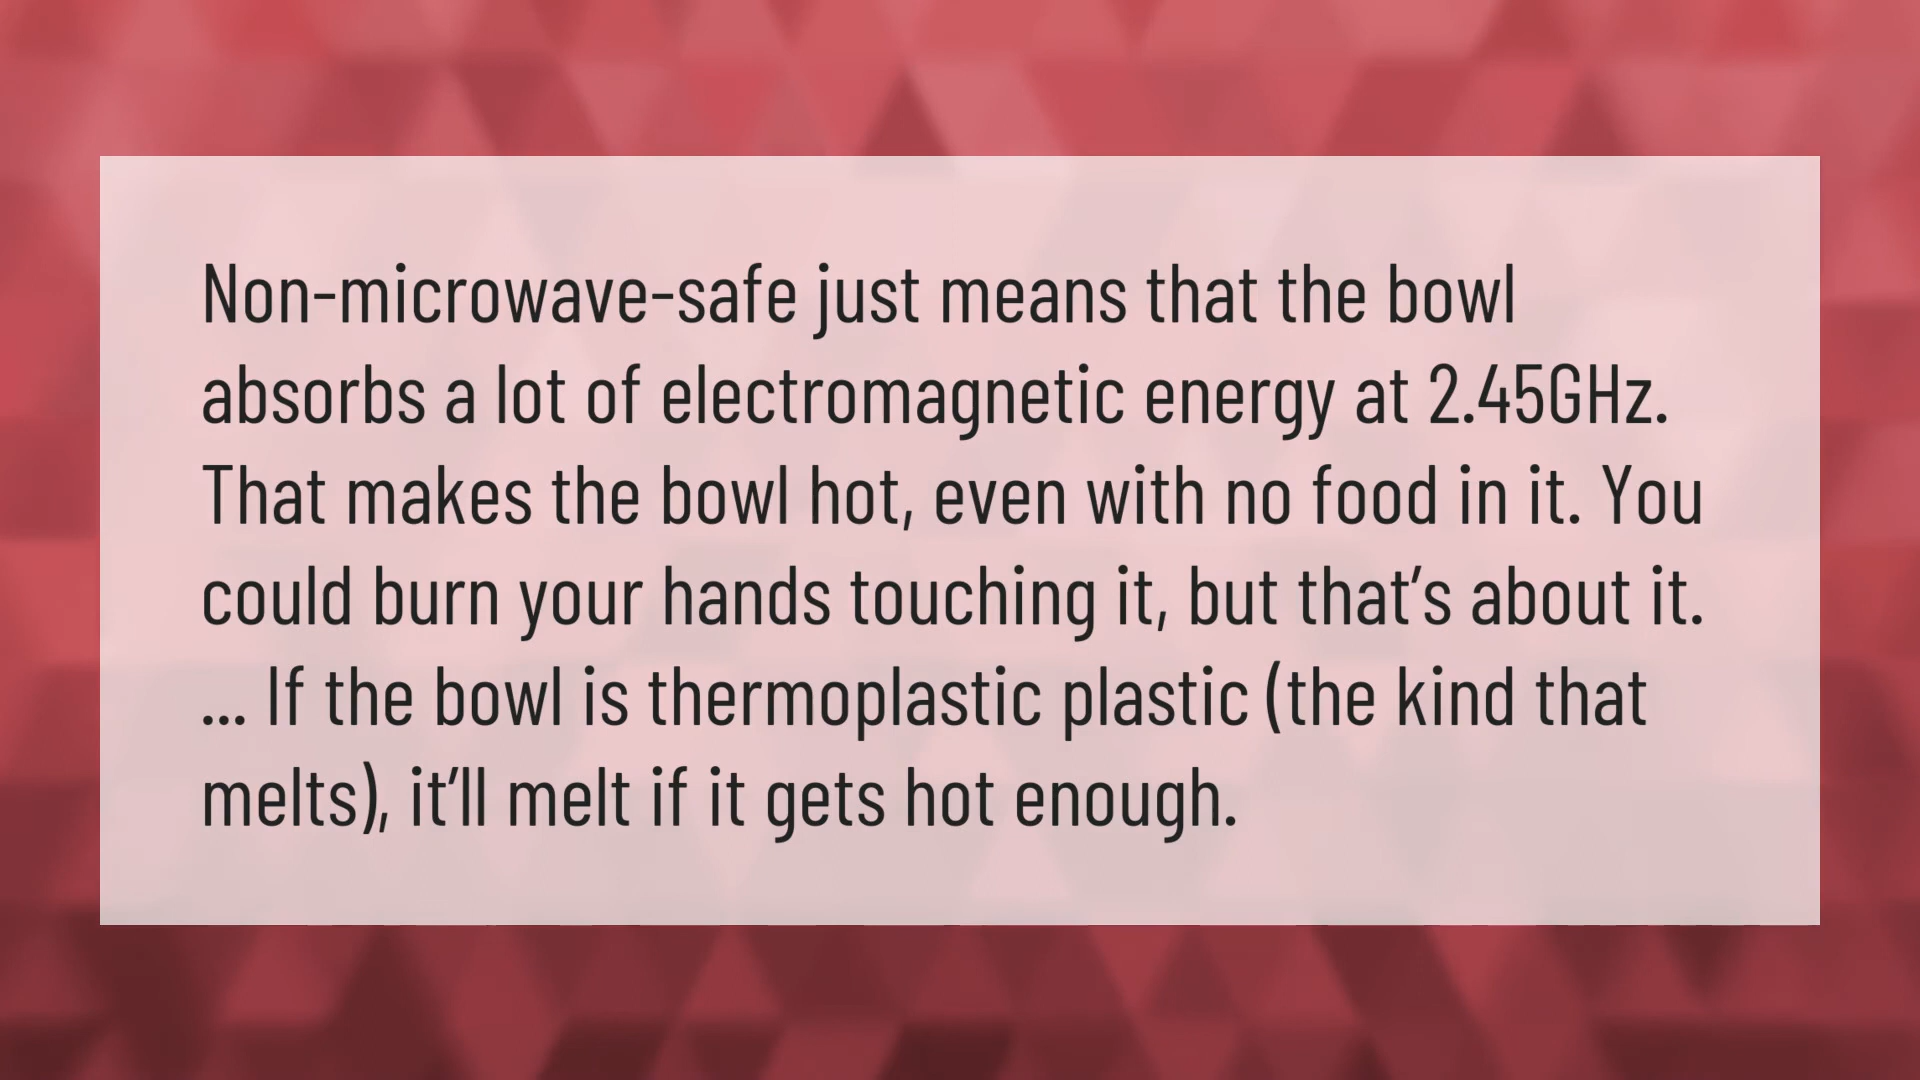 Non-microwave-safe just means that the bowl
absorbs a lot of electromagnetic energy at 2.45GHz.
That makes the bowl hot, even with no food in it. You
could burn your hands touching it, but that’s about it.
... If the bowl is thermoplastic plastic (the kind that
melts), it’ll melt if it gets hot enough.